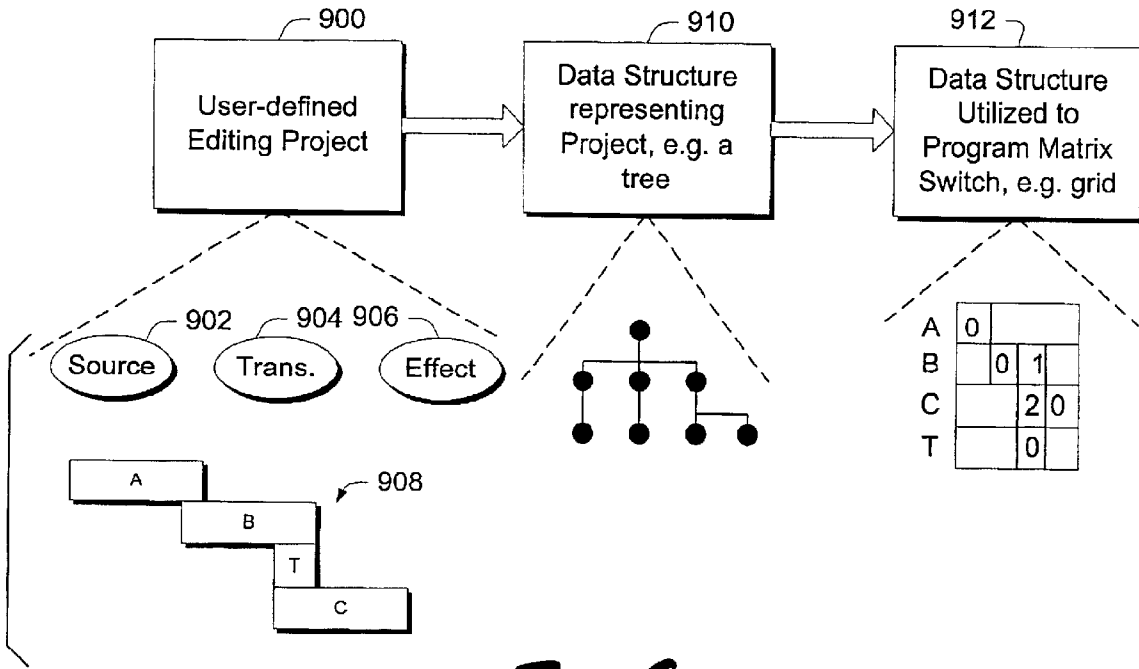 900
910
912
User-defined
Editing Project
Data Structure
representing
Project, e.g. a
tree
Data Structure
Utilized to
Program Matrix
Switch, e.g. grid
902
904
906
Source
Trans.
Effect
A
B
T
C
908
A 0
B 0 1
C 2 0
T 0